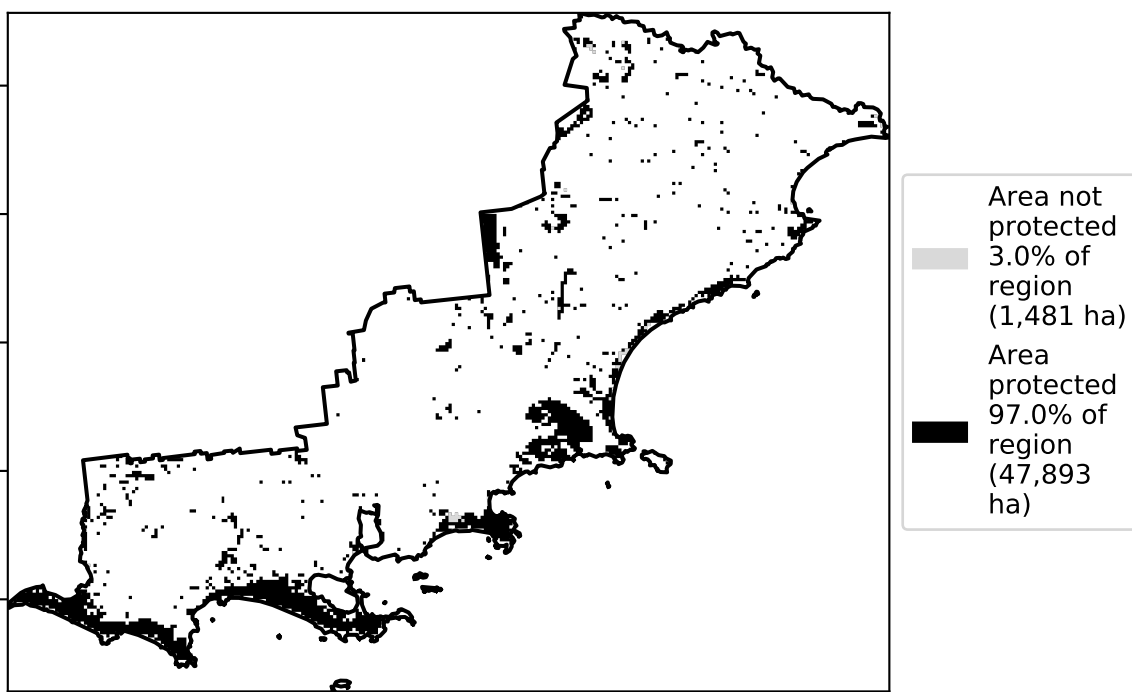 Area not
protected
3.0% of
region
(1,481 ha)
Area
protected
97.0% of
region
(47,893
ha)